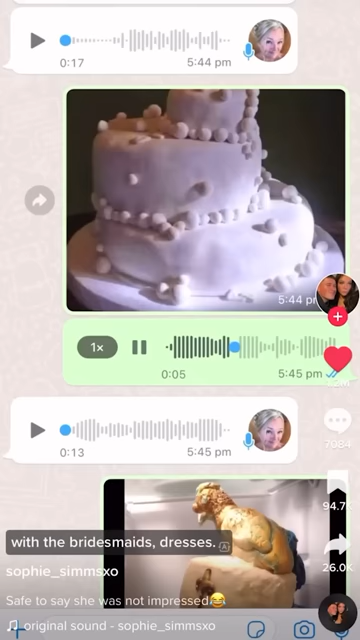 0:17
5:44 pm
5:44 pm
1x
0:05
5:45 pm
0:13
5:45 pm
7084
94.7
with the bridesmaids, dresses.
sophie_simmsxo
26.0K
Safe to say she was not impressed😂
original sound - sophie_simmsxo